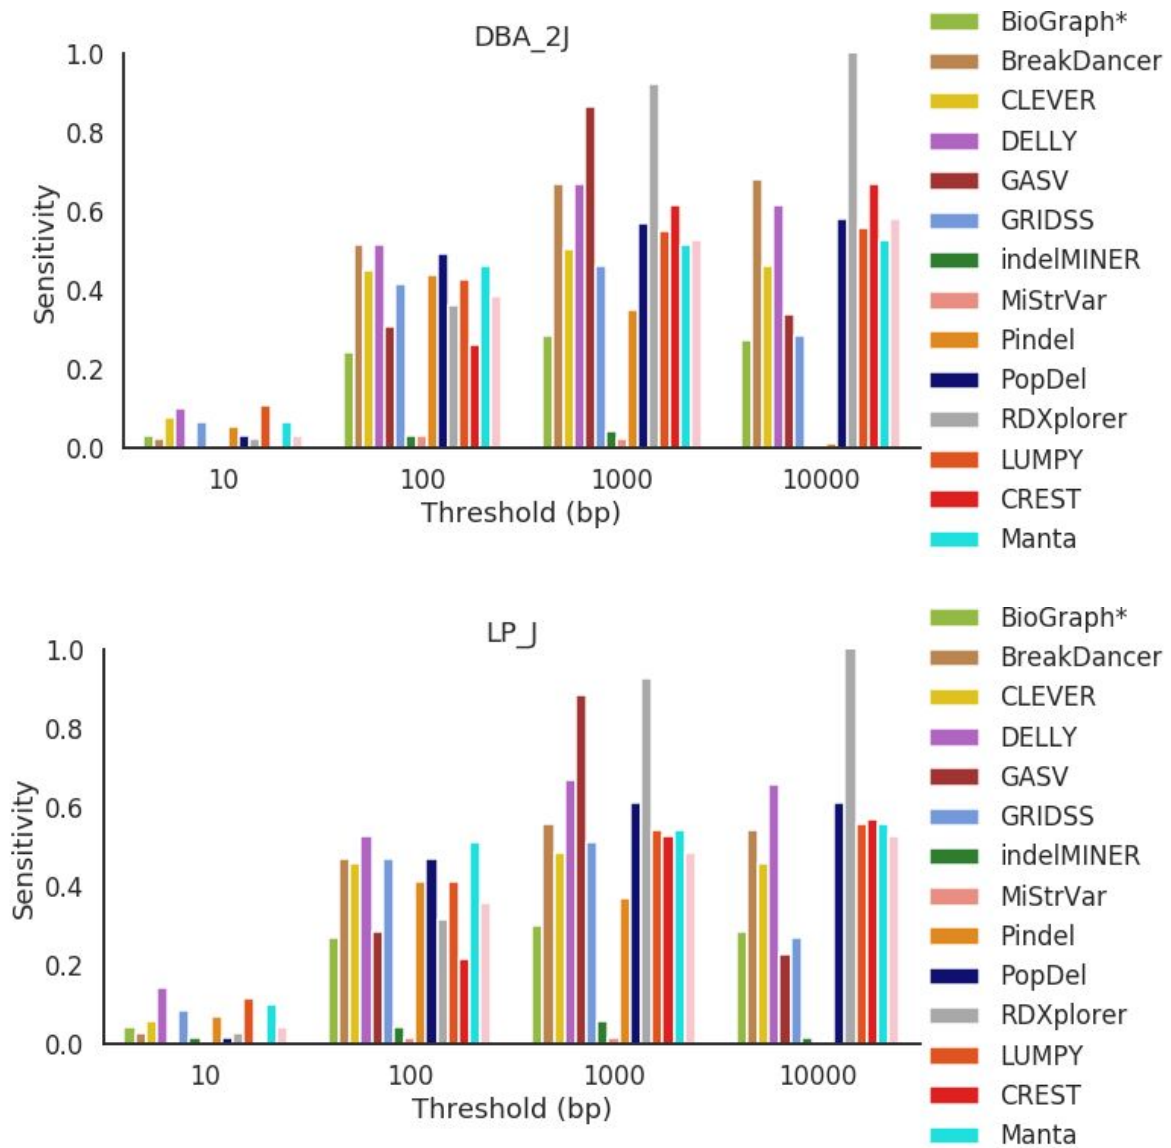 DBA_2J
1.0
0.8
0.6
0.4
0.2
0.0
Sensitivity
10 100 1000 10000
Threshold (bp)
BioGraph*
BreakDancer
CLEVER
DELLY
GASV
GRIDSS
indelMINER
MiStrVar
Pindel
PopDel
RDXplorer
LUMPY
CREST
Manta
LP_J
1.0
0.8
0.6
0.4
0.2
0.0
Sensitivity
10 100 1000 10000
Threshold (bp)
BioGraph*
BreakDancer
CLEVER
DELLY
GASV
GRIDSS
indelMINER
MiStrVar
Pindel
PopDel
RDXplorer
LUMPY
CREST
Manta